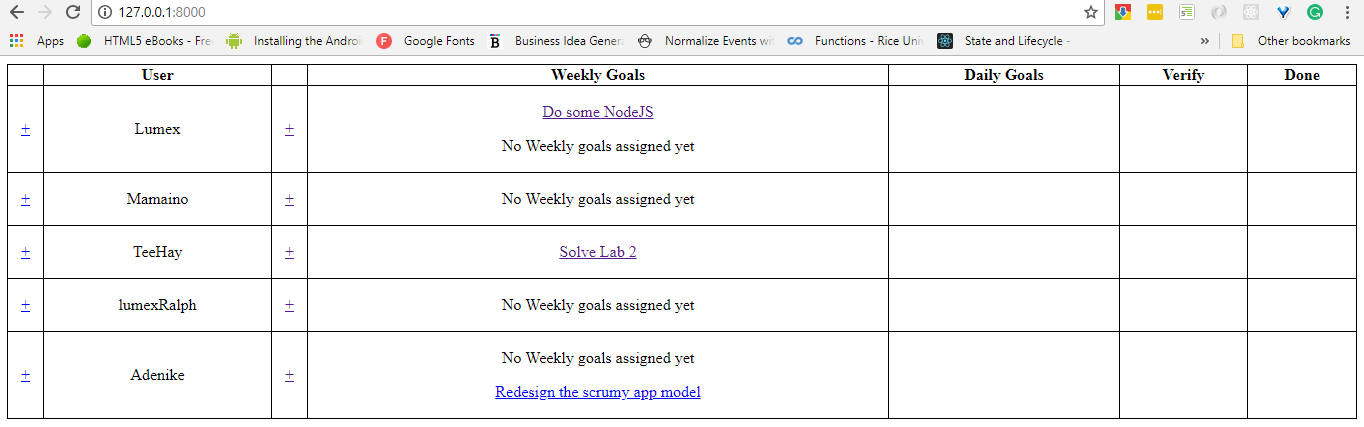 127.0.0.1:8000
Apps HTML5 eBooks - Fre Installing the Androi Google Fonts Business Idea Gener Normalize Events wit Functions - Rice Uni State and Lifecycle - » Other bookmarks
User Weekly Goals Daily Goals Verify Done
Do some NodeJS
+ Lumex +
No Weekly goals assigned yet
+ Mamaino + No Weekly goals assigned yet
+ TeeHay + Solve Lab 2
+ lumexRalph + No Weekly goals assigned yet
No Weekly goals assigned yet
+ Adenike +
Redesign the scrumy app model